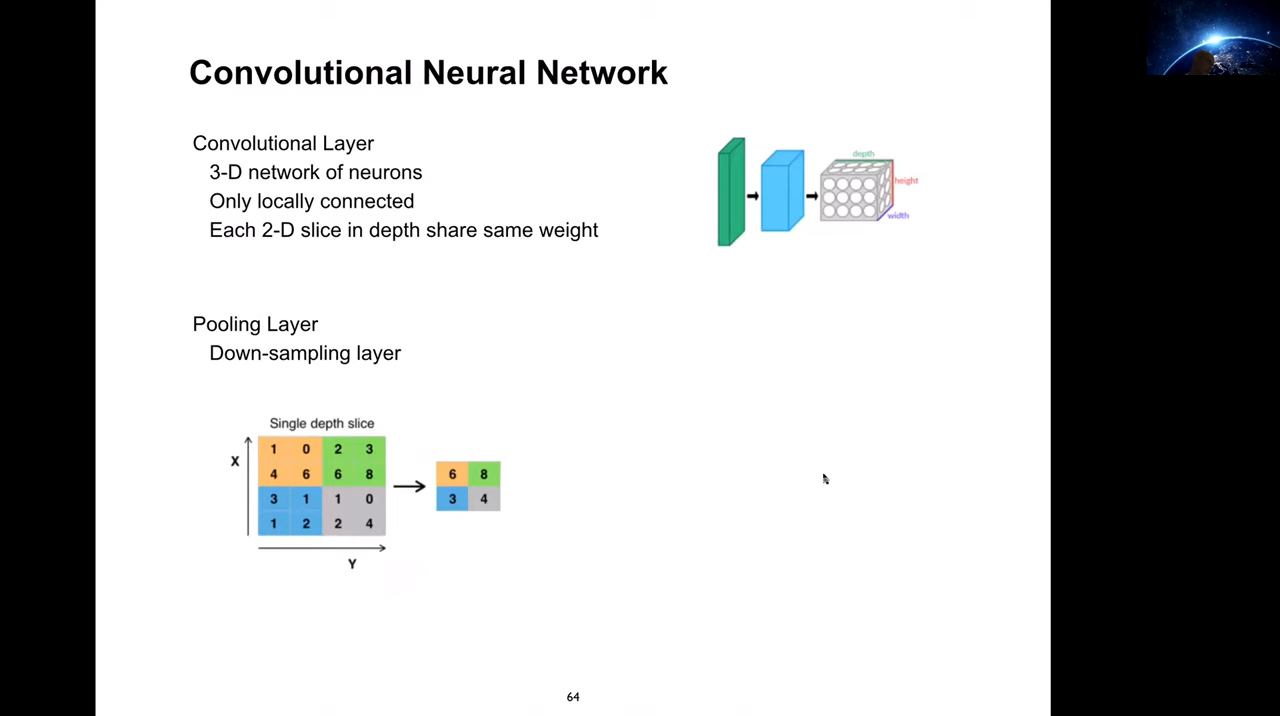 Convolutional Neural Network
Convolutional Layer
3-D network of neurons
Only locally connected
Each 2-D slice in depth share same weight
depth
height
width
Pooling Layer
Down-sampling layer
Single depth slice
X
1 0 2 3
4 6 6 8
3 1 1 0
1 2 2 4
6 8
3 4
Y
64